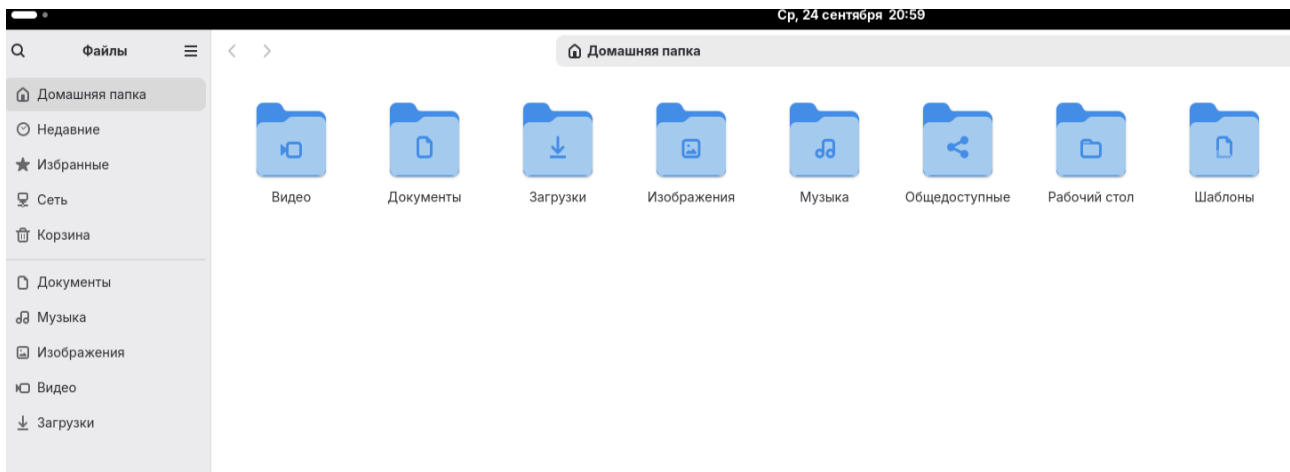 Ср, 24 сентября 20:59
Файлы
Домашняя папка
Домашняя папка
Недавние
Избранные
Сеть
Корзина
Документы
Музыка
Изображения
Видео
Загрузки
Видео
Документы
Загрузки
Изображения
Музыка
Общедоступные
Рабочий стол
Шаблоны